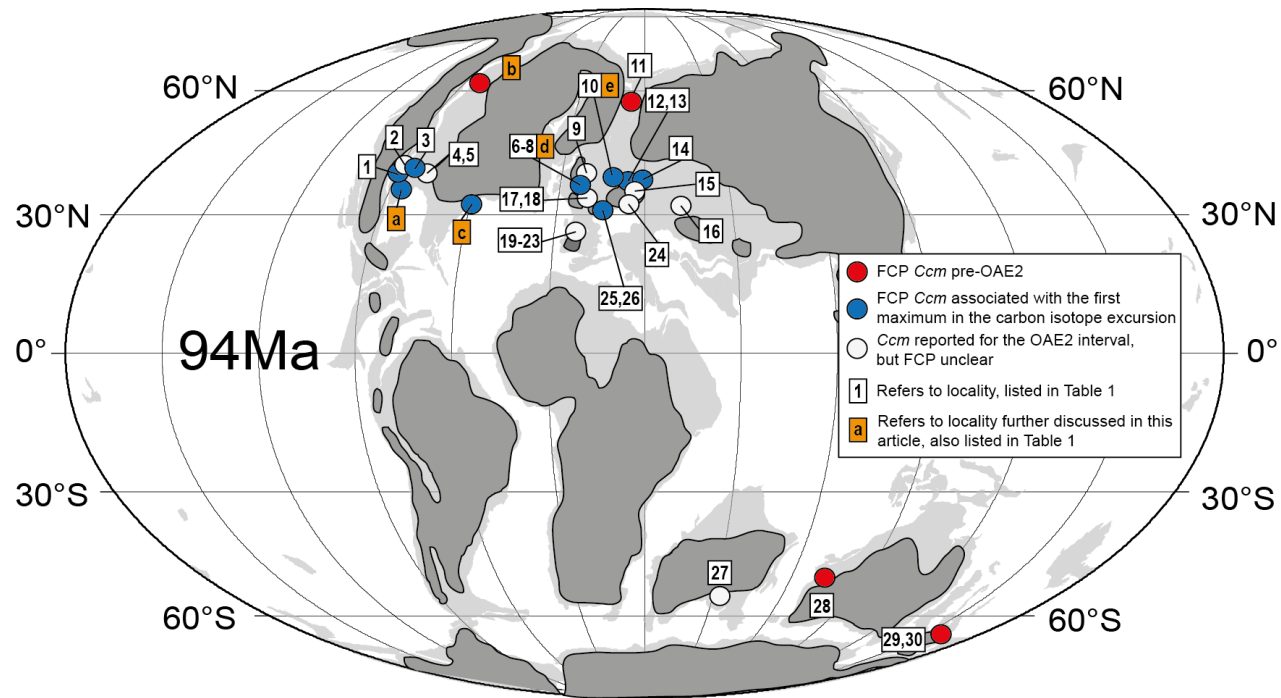 b
11
60°N
10 e
60°N
12,13
9
2
3
6-8 d
4,5
14
1
15
17,18
30°N
a
30°N
c
16
19-23
24
25,26
FCP Ccm pre-OAE2
FCP Ccm associated with the first
maximum in the carbon isotope excursion
Ccm reported for the OAE2 interval,
but FCP unclear
1 Refers to locality, listed in Table 1
a Refers to locality further discussed in this
article, also listed in Table 1
94Ma
0°
0°
30°S
30°S
27
28
60°S
60°S
29,30